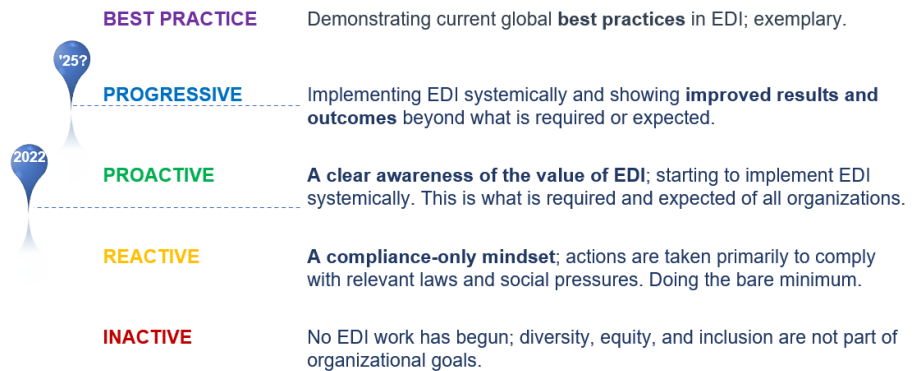 BEST PRACTICE
Demonstrating current global best practices in EDI; exemplary.
'25?
PROGRESSIVE
Implementing EDI systemically and showing improved results and
outcomes beyond what is required or expected.
2022
PROACTIVE
A clear awareness of the value of EDI; starting to implement EDI
systemically. This is what is required and expected of all organizations.
REACTIVE
A compliance-only mindset; actions are taken primarily to comply
with relevant laws and social pressures. Doing the bare minimum.
INACTIVE
No EDI work has begun; diversity, equity, and inclusion are not part of
organizational goals.